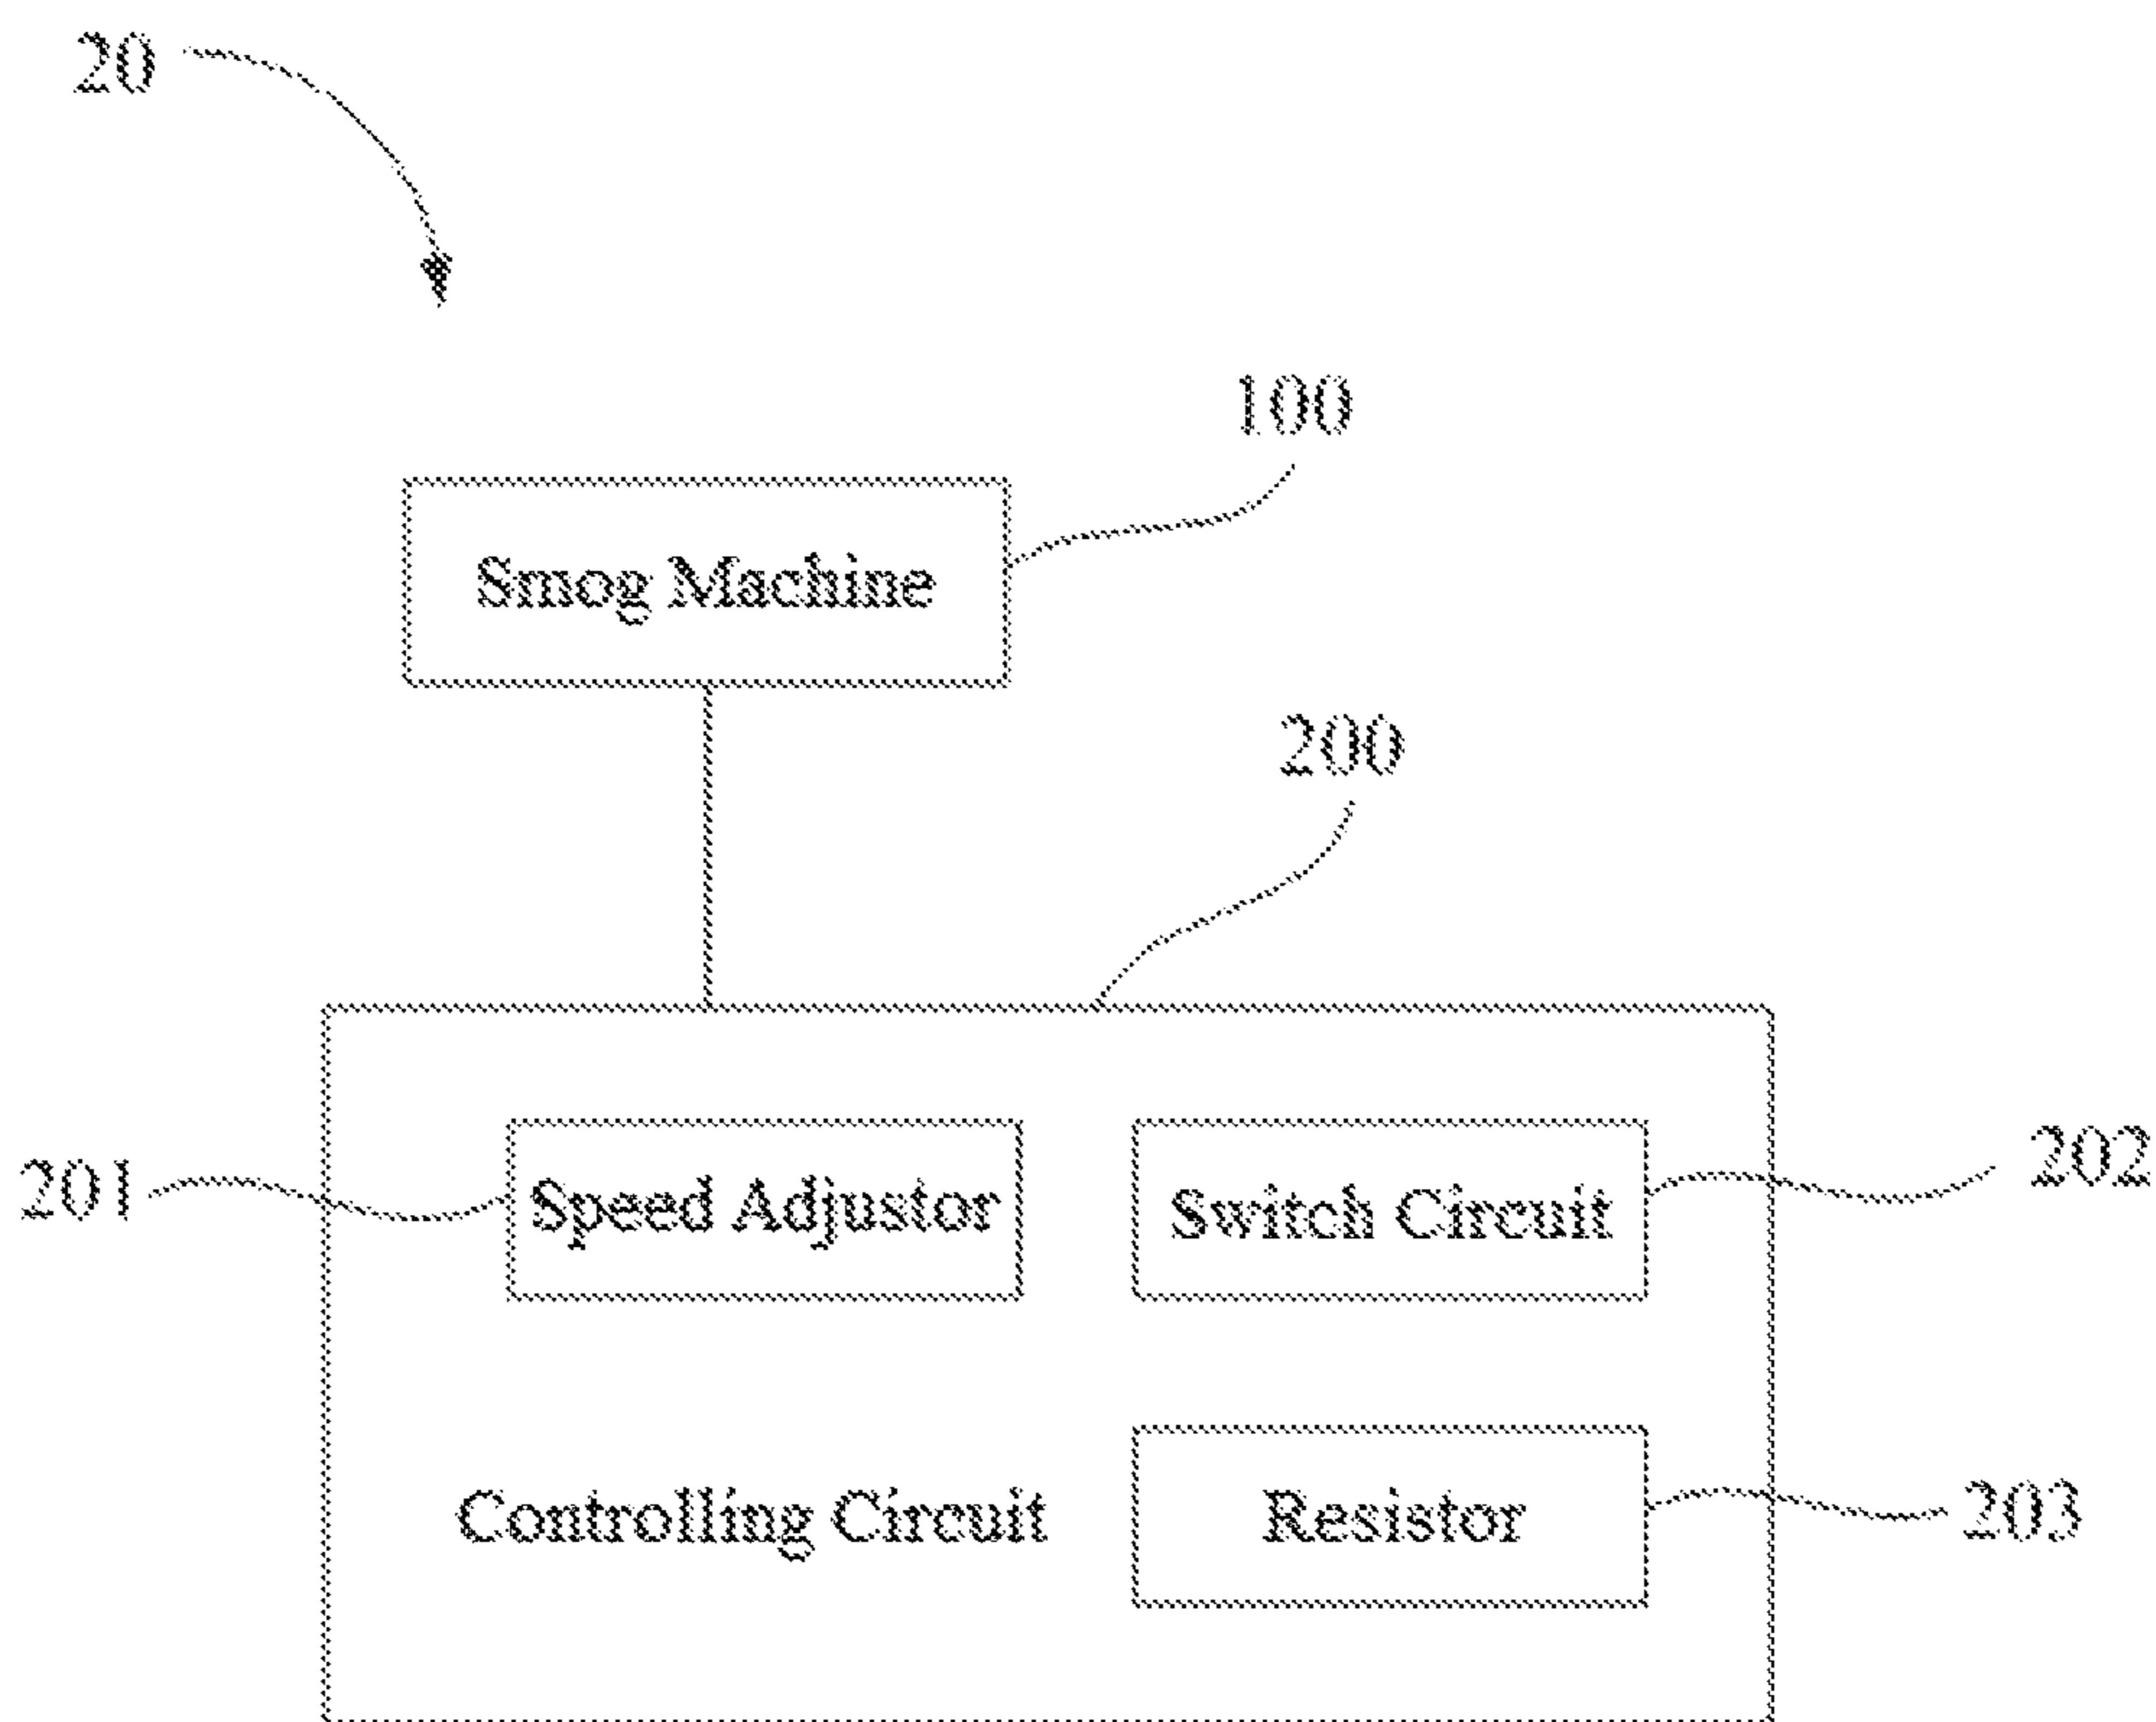 20
100
Smog Machine
200
201
Speed Adjustor
Switch Circuit
202
Controlling Circuit
Resistor
203